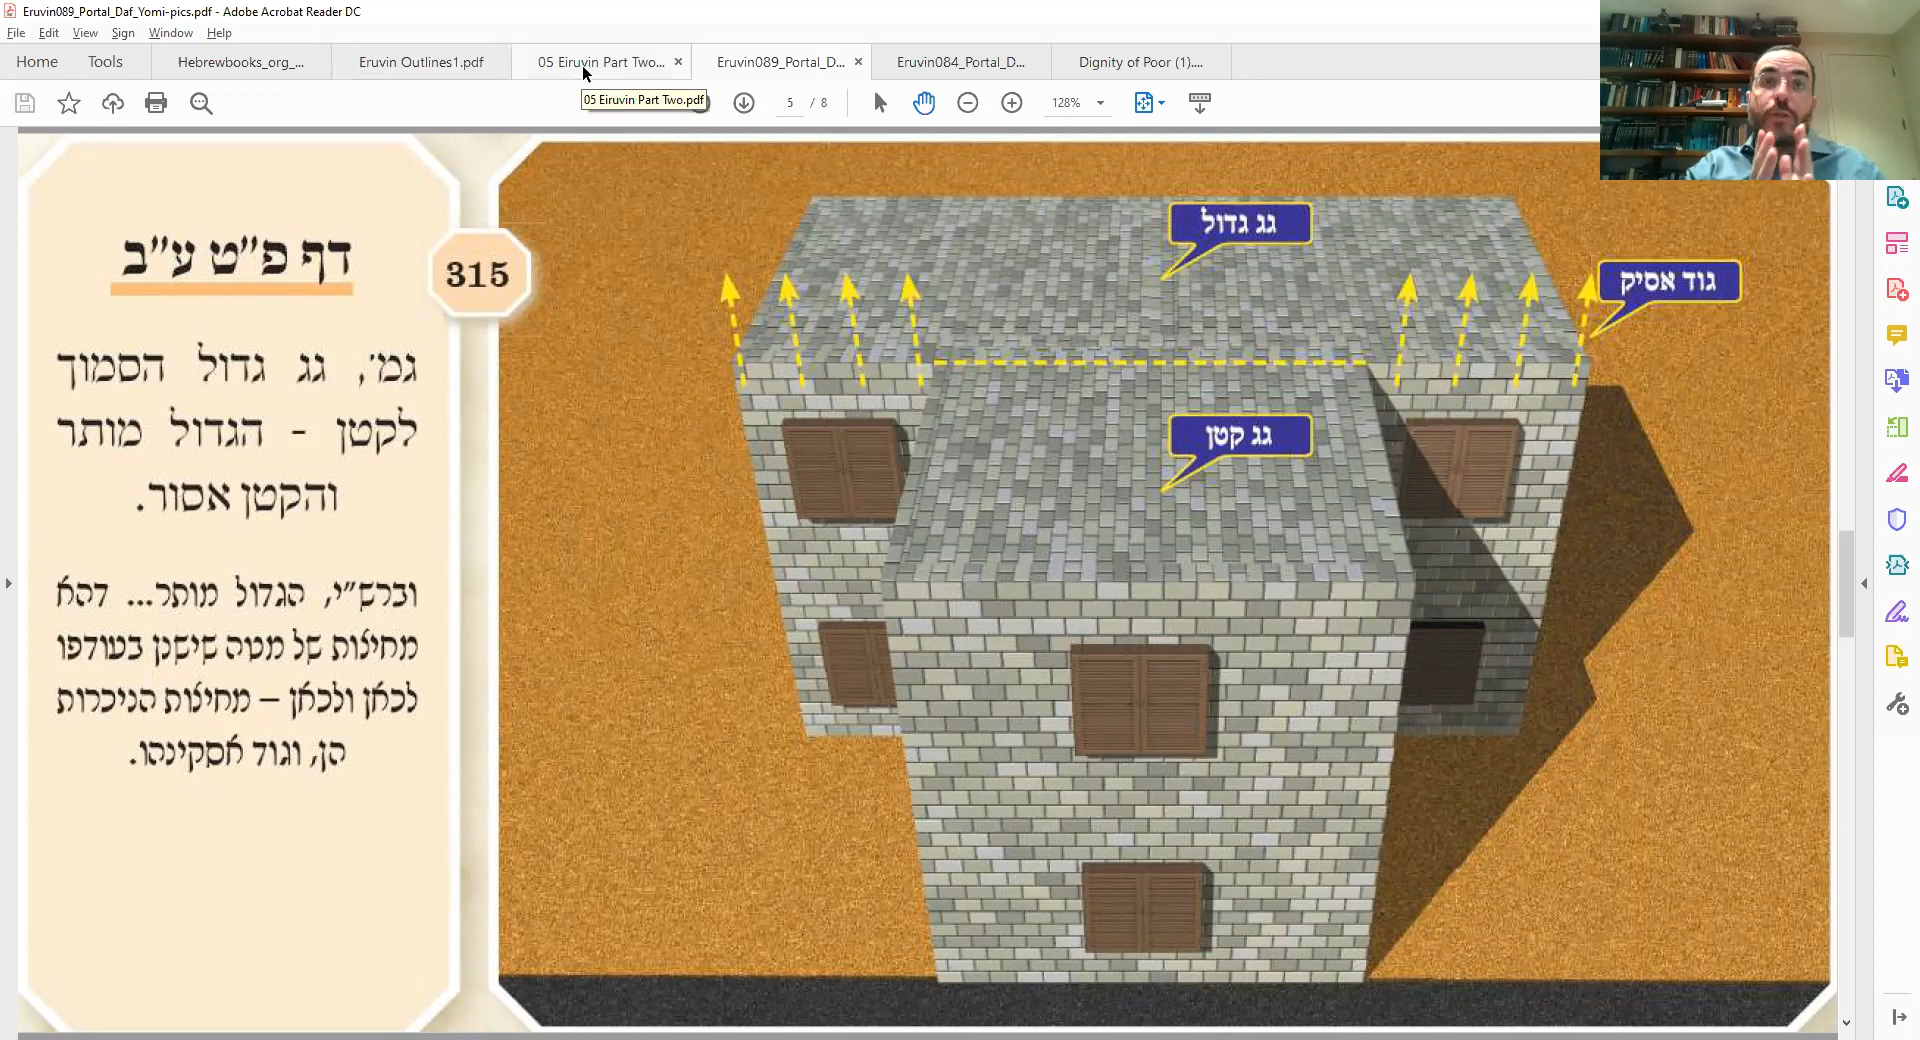 Eruvin089_Portal_Daf_Yomi-pics.pdf - Adobe Acrobat Reader DC
File Edit View Sign Window Help
Home Tools Hebrewbooks_org_... Eruvin Outlines1.pdf 05 Eiruvin Part Two... × Eruvin089_Portal_D... × Eruvin084_Portal_D... Dignity of Poor (1)....
05 Eiruvin Part Two.pdf
5 / 8 128%
דף פ"ט ע"ב
315
גמ', גג גדול הסמוך
לקטן - הגדול מותר
והקטן אסור.
וברש"י, הגדול מותר... דהא
מחיצות של מטה שישנן בעודפו
לכאן ולכאן – מחיצות הניכרות
הן, וגוד אסקינהו.
גג גדול
גוד אסיק
גג קטן